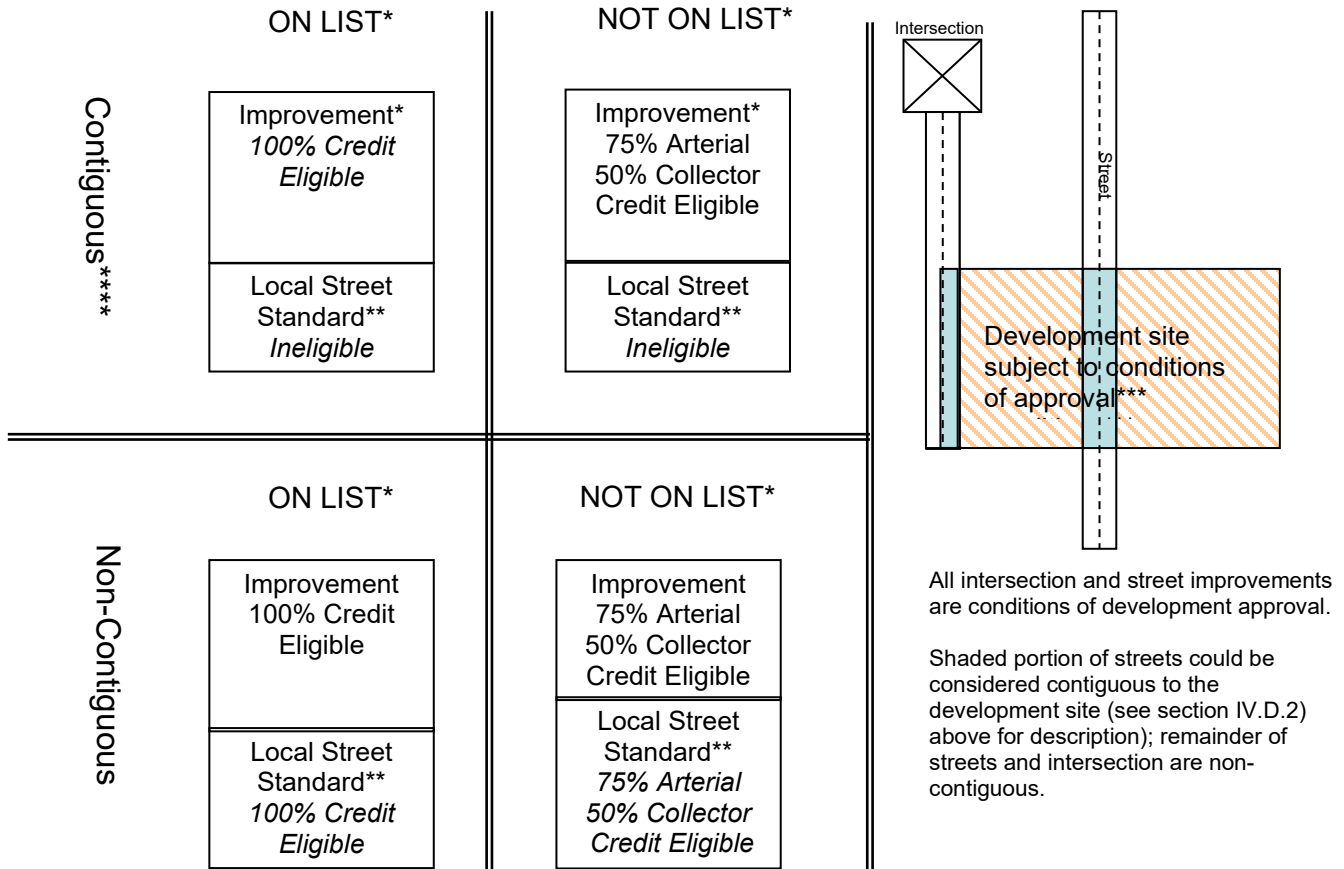 ON LIST*
NOT ON LIST*
Contiguous****
Improvement*
100% Credit
Eligible
Local Street
Standard**
Ineligible
Improvement*
75% Arterial
50% Collector
Credit Eligible
Local Street
Standard**
Ineligible
ON LIST*
NOT ON LIST*
Non-Contiguous
Improvement
100% Credit
Eligible
Local Street
Standard**
100% Credit
Eligible
Improvement
75% Arterial
50% Collector
Credit Eligible
Local Street
Standard**
75% Arterial
50% Collector
Credit Eligible
Intersection
Street
Development site
subject to conditions
of approval***
All intersection and street improvements
are conditions of development approval.
Shaded portion of streets could be
considered contiguous to the
development site (see section IV.D.2)
above for description); remainder of
streets and intersection are non-
contiguous.